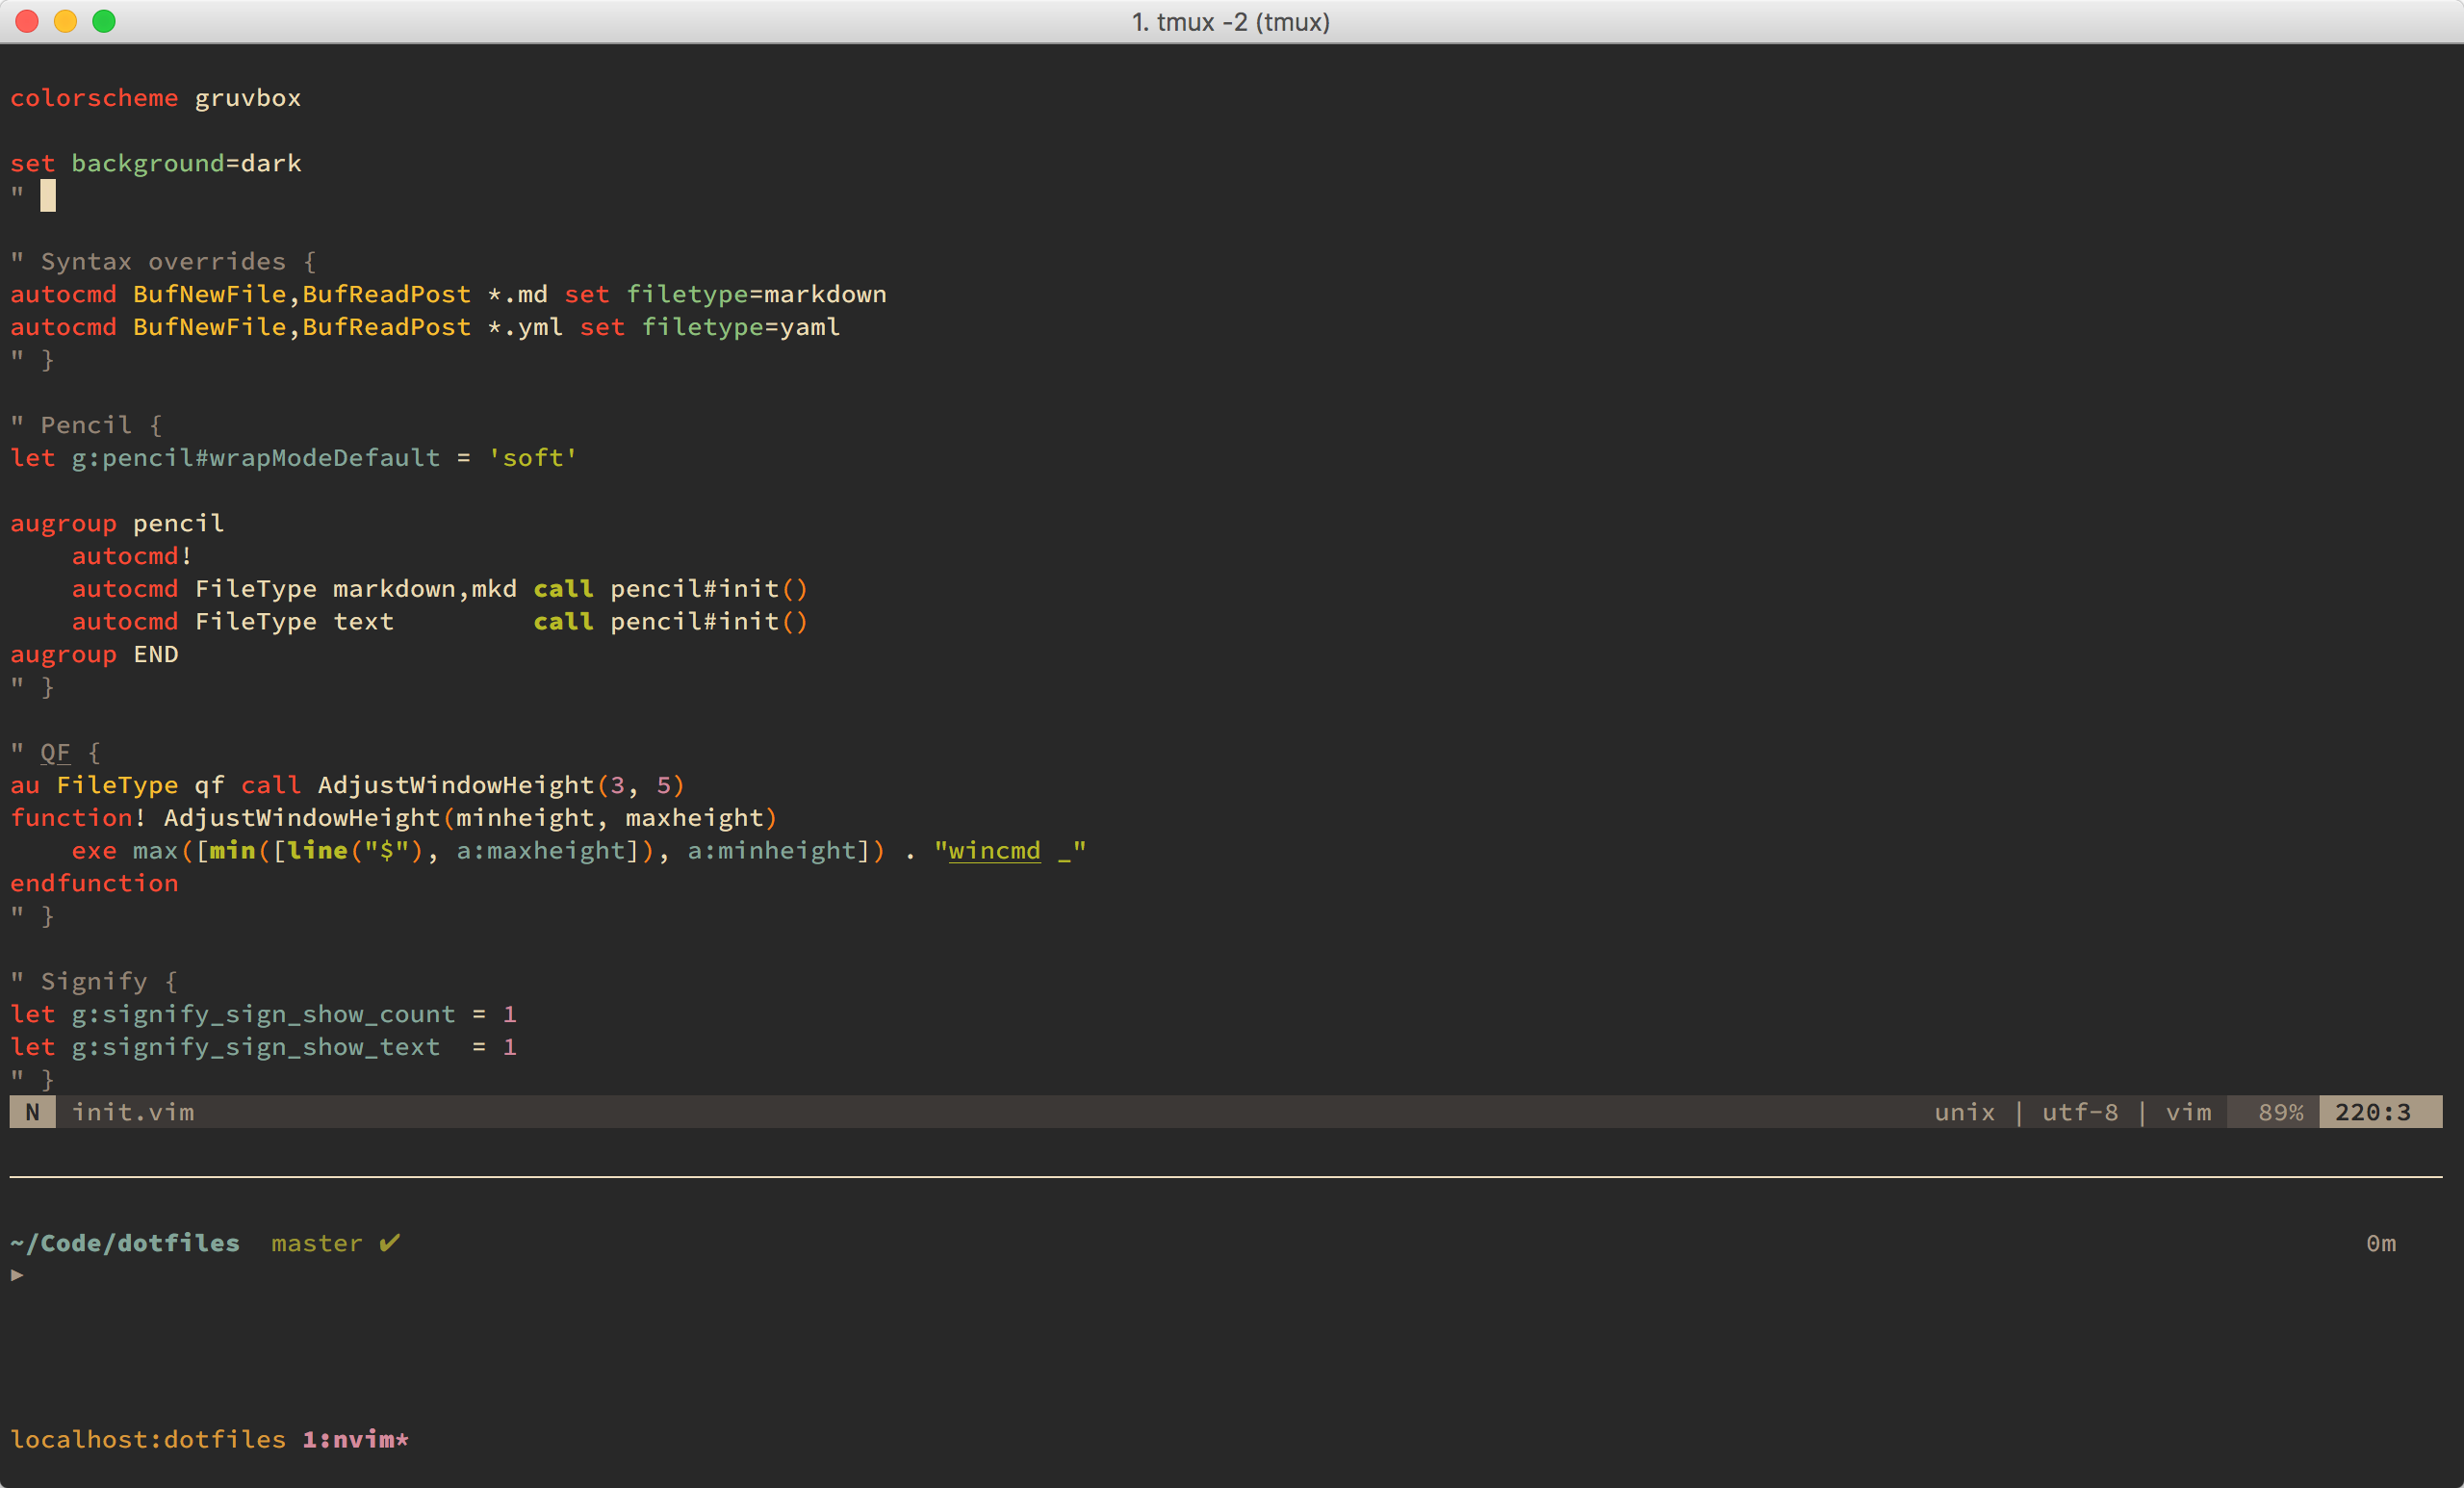 1. tmux -2 (tmux)
colorscheme gruvbox
set background=dark
"
" Syntax overrides {
autocmd BufNewFile,BufReadPost *.md set filetype=markdown
autocmd BufNewFile,BufReadPost *.yml set filetype=yaml
" }
" Pencil {
let g:pencil#wrapModeDefault = 'soft'
augroup pencil
    autocmd!
    autocmd FileType markdown,mkd call pencil#init()
    autocmd FileType text         call pencil#init()
augroup END
" }
" QF {
au FileType qf call AdjustWindowHeight(3, 5)
function! AdjustWindowHeight(minheight, maxheight)
    exe max([min([line("$"), a:maxheight]), a:minheight]) . "wincmd _"
endfunction
" }
" Signify {
let g:signify_sign_show_count = 1
let g:signify_sign_show_text  = 1
" }
N init.vim unix | utf-8 | vim 89% 220:3
~/Code/dotfiles  master ✔ 0m
▶
localhost:dotfiles 1:nvim*